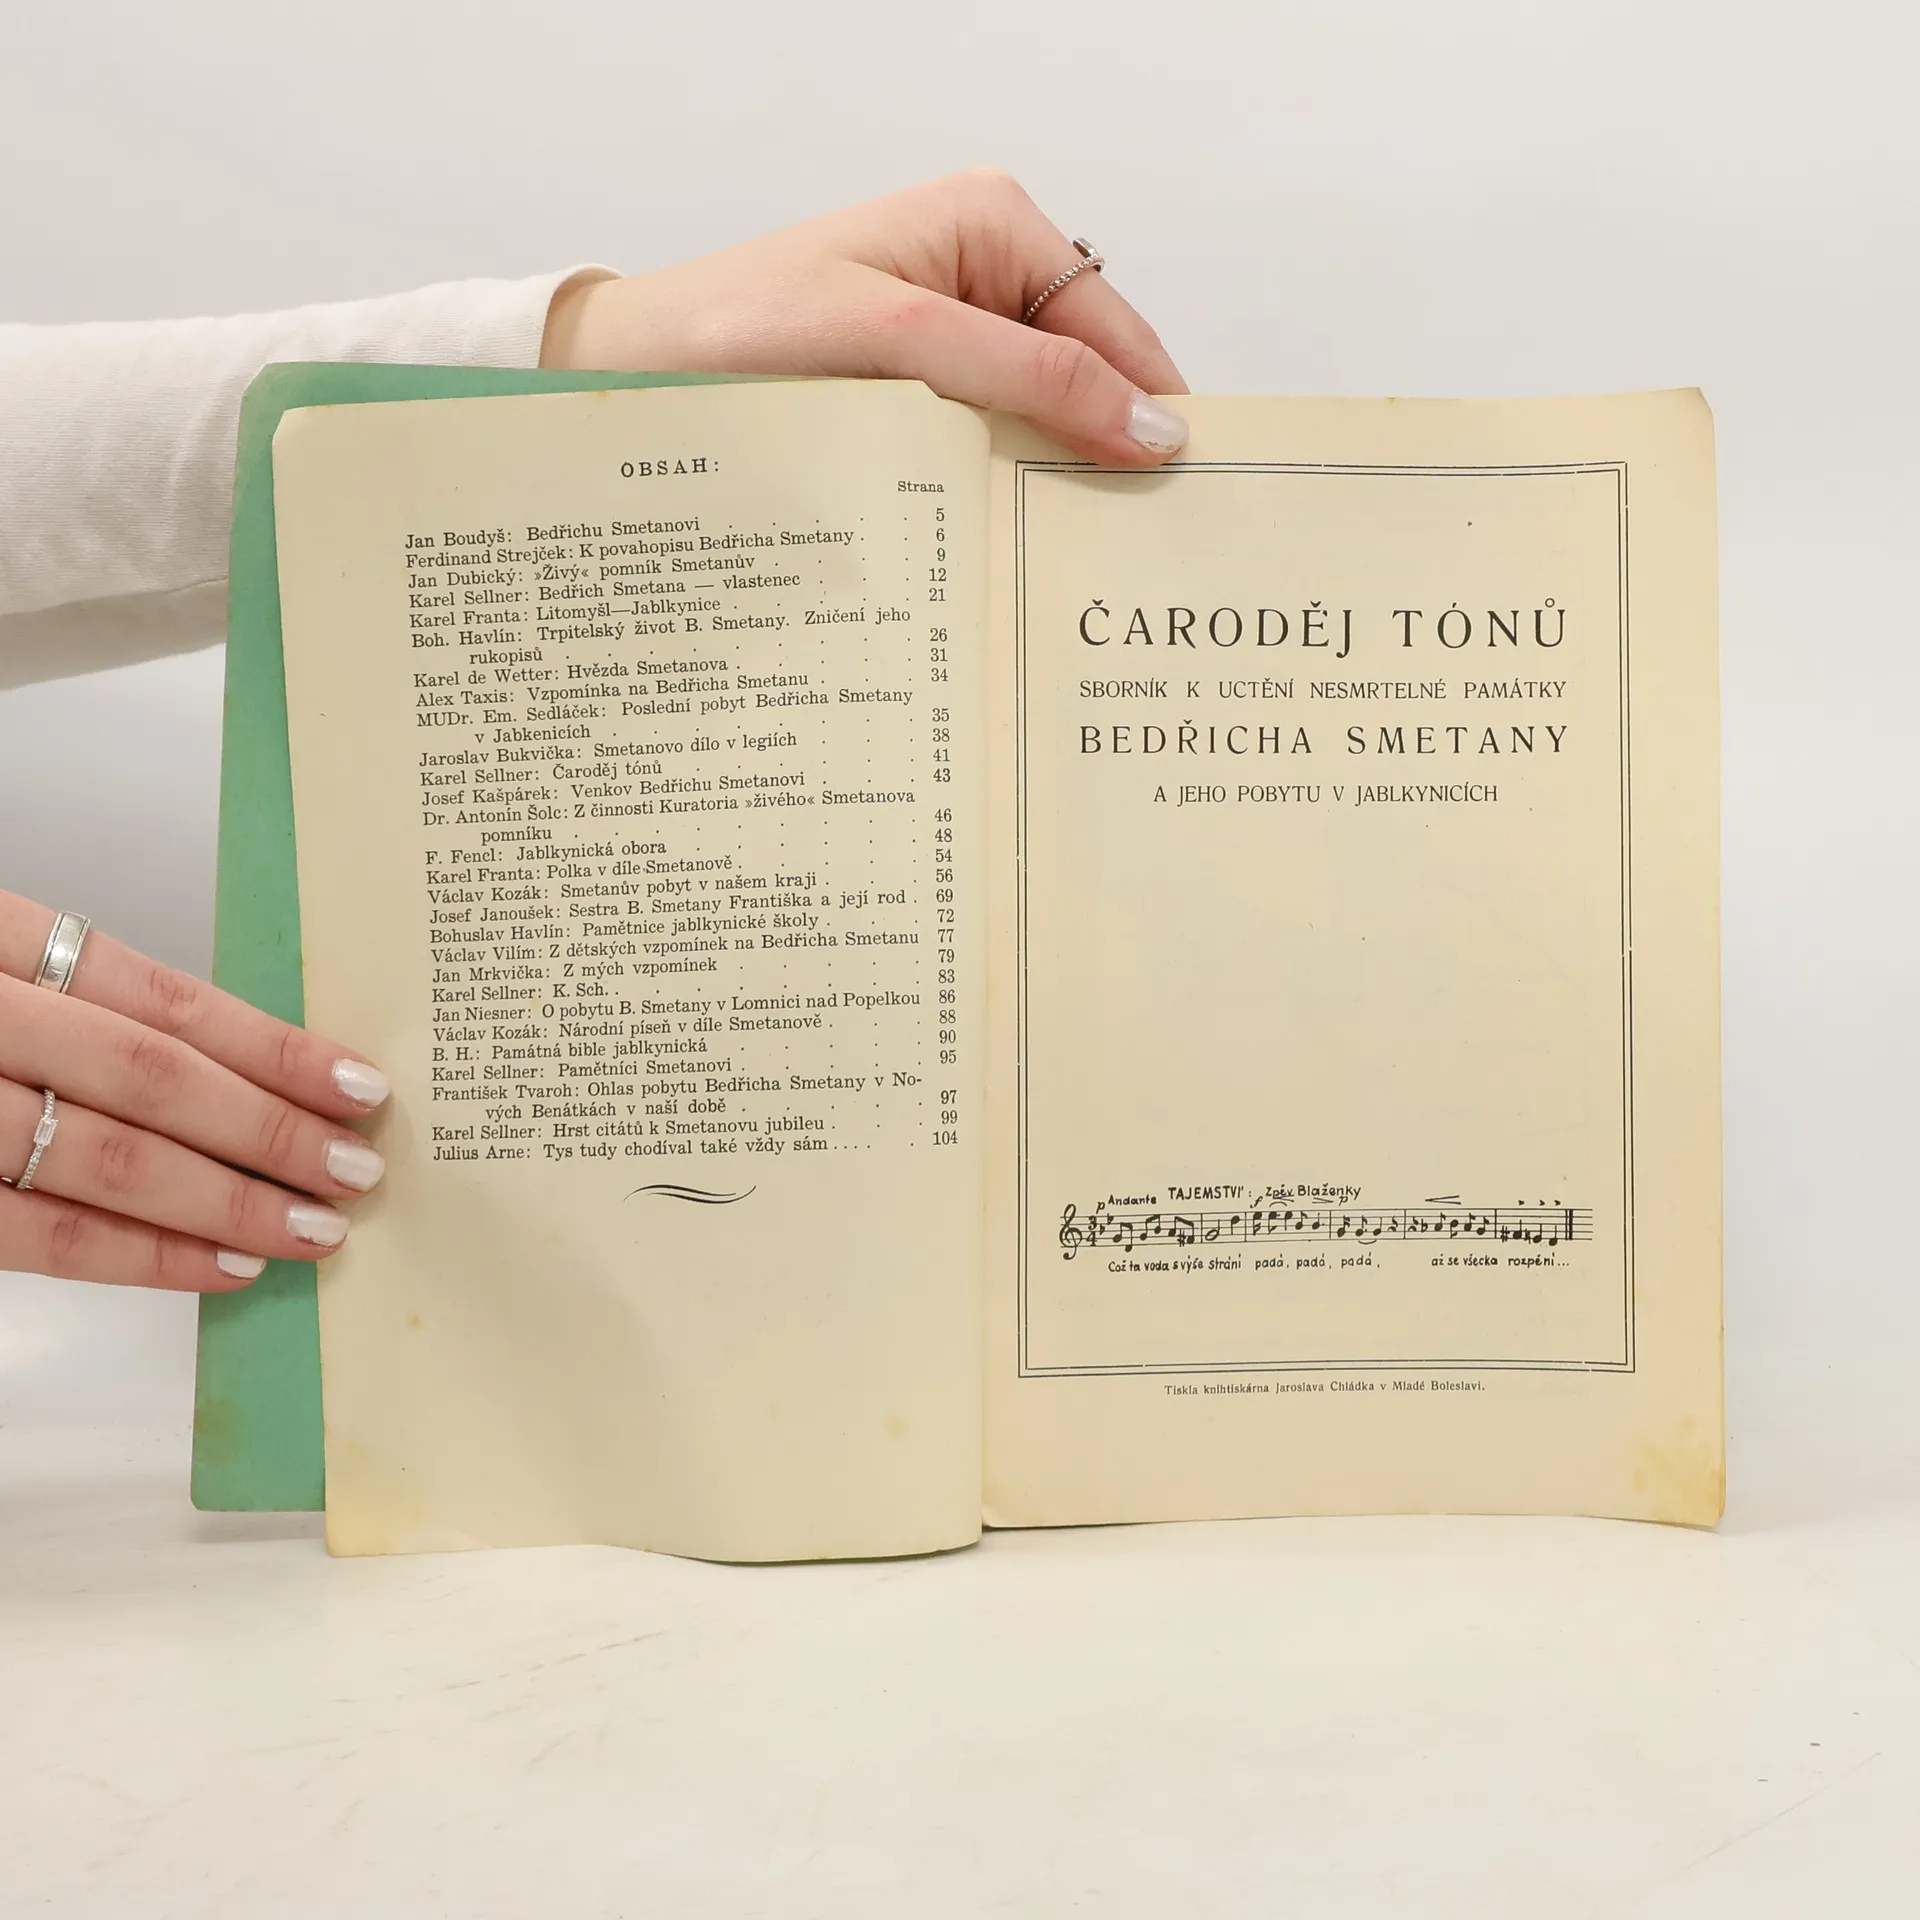 OBSAH:
Strana
Jan Boudyš: Bedřichu Smetanovi . . . . . 5
Ferdinand Strejček: K povahopisu Bedřicha Smetany . . 6
Jan Dubický: »Živý« pomník Smetanův . . . . 9
Karel Sellner: Bedřich Smetana — vlastenec . . . 12
Karel Franta: Litomyšl—Jablkynice . . . . . 21
Boh. Havlín: Trpitelský život B. Smetany. Zničení jeho
rukopisů . . . . . . . . . 26
Karel de Wetter: Hvězda Smetanova . . . . . 31
Alex Taxis: Vzpomínka na Bedřicha Smetanu . . . 34
MUDr. Em. Sedláček: Poslední pobyt Bedřicha Smetany
v Jabkenicích . . . . . . . . 35
Jaroslav Bukvička: Smetanovo dílo v legiích . . . 38
Karel Sellner: Čaroděj tónů . . . . . . 41
Josef Kašpárek: Venkov Bedřichu Smetanovi . . . 43
Dr. Antonín Šolc: Z činnosti Kuratoria »živého« Smetanova
pomníku . . . . . . . . . 46
F. Fencl: Jablkynická obora . . . . . . 48
Karel Franta: Polka v díle Smetanově . . . . . 54
Václav Kozák: Smetanův pobyt v našem kraji . . . 56
Josef Janoušek: Sestra B. Smetany Františka a její rod . 69
Bohuslav Havlín: Pamětnice jablkynické školy . . . 72
Václav Vilím: Z dětských vzpomínek na Bedřicha Smetanu 77
Jan Mrkvička: Z mých vzpomínek . . . . . 79
Karel Sellner: K. Sch. . . . . . . . 83
Jan Niesner: O pobytu B. Smetany v Lomnici nad Popelkou 86
Václav Kozák: Národní píseň v díle Smetanově . . . 88
B. H.: Památná bible jablkynická . . . . . 90
Karel Sellner: Pamětníci Smetanovi . . . . . 95
František Tvaroh: Ohlas pobytu Bedřicha Smetany v No-
vých Benátkách v naší době . . . . . 97
Karel Sellner: Hrst citátů k Smetanovu jubileu . . . 99
Julius Arne: Tys tudy chodíval také vždy sám . . . . . 104
ČARODĚJ TÓNŮ
SBORNÍK K UCTĚNÍ NESMRTELNÉ PAMÁTKY
BEDŘICHA SMETANY
A JEHO POBYTU V JABLKYNICÍCH
p Andante TAJEMSTVÍ: Zpěv Blaženky
f p
3/4
Což ta voda s výše stráni padá, padá, padá, až se všecka rozpění...
Tiskla knihtiskárna Jaroslava Chládka v Mladé Boleslavi.